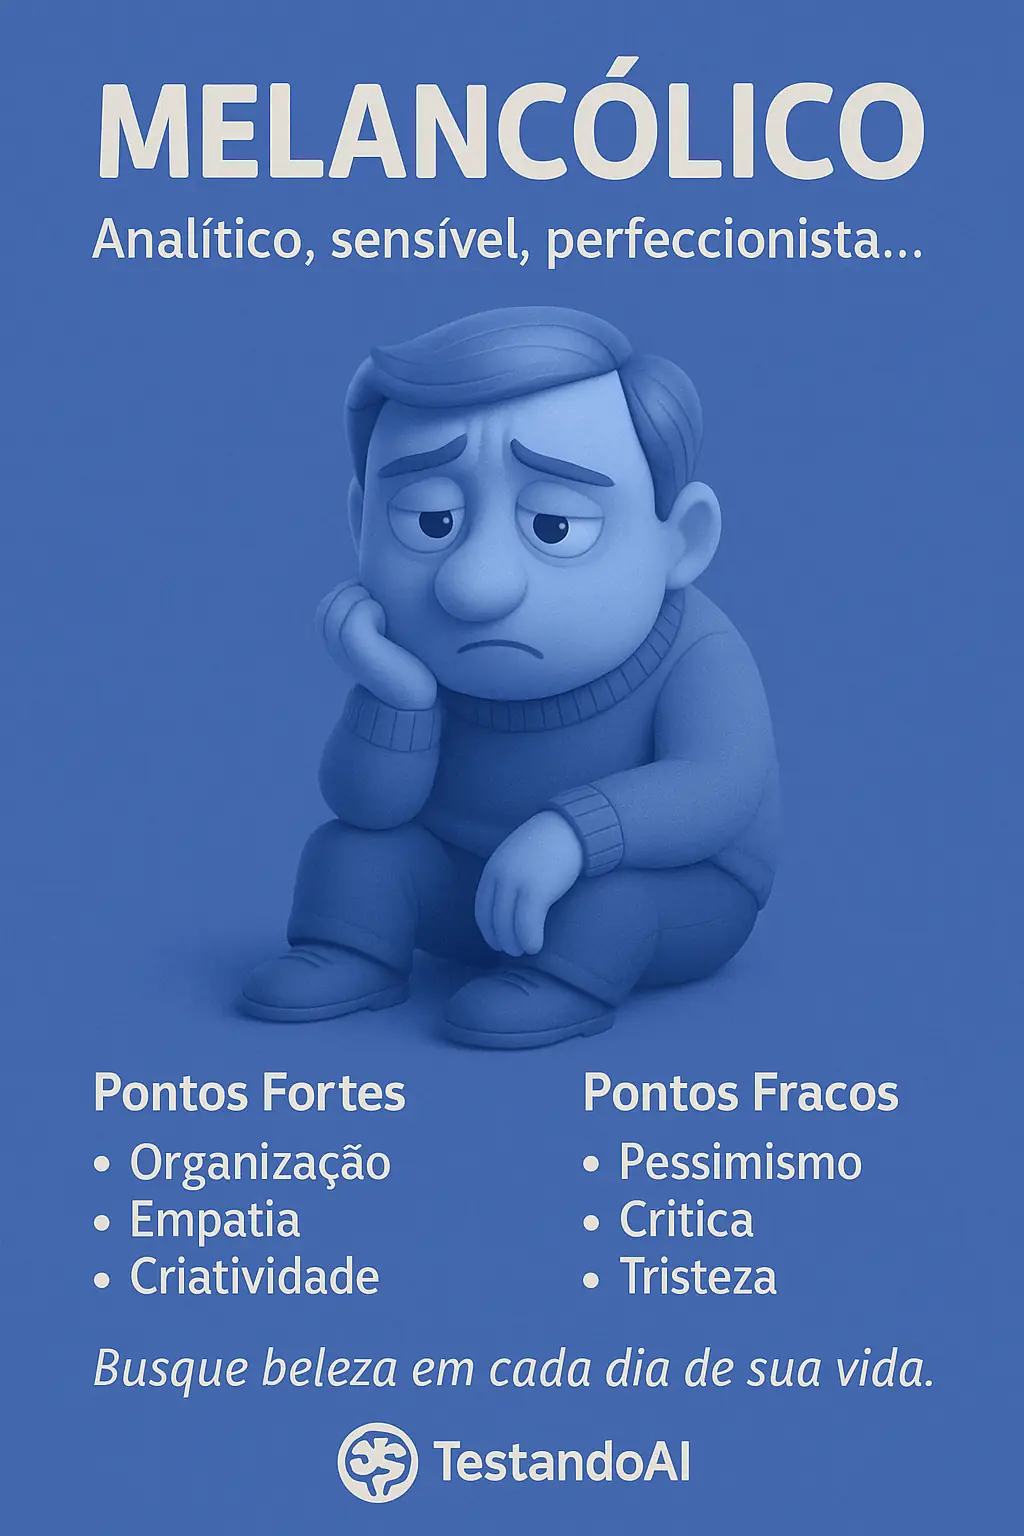 MELANCÓLICO
Analítico, sensível, perfeccionista...
Pontos Fortes
• Organização
• Empatia
• Criatividade
Pontos Fracos
• Pessimismo
• Critica
• Tristeza
Busque beleza em cada dia de sua vida.
TestandoAI